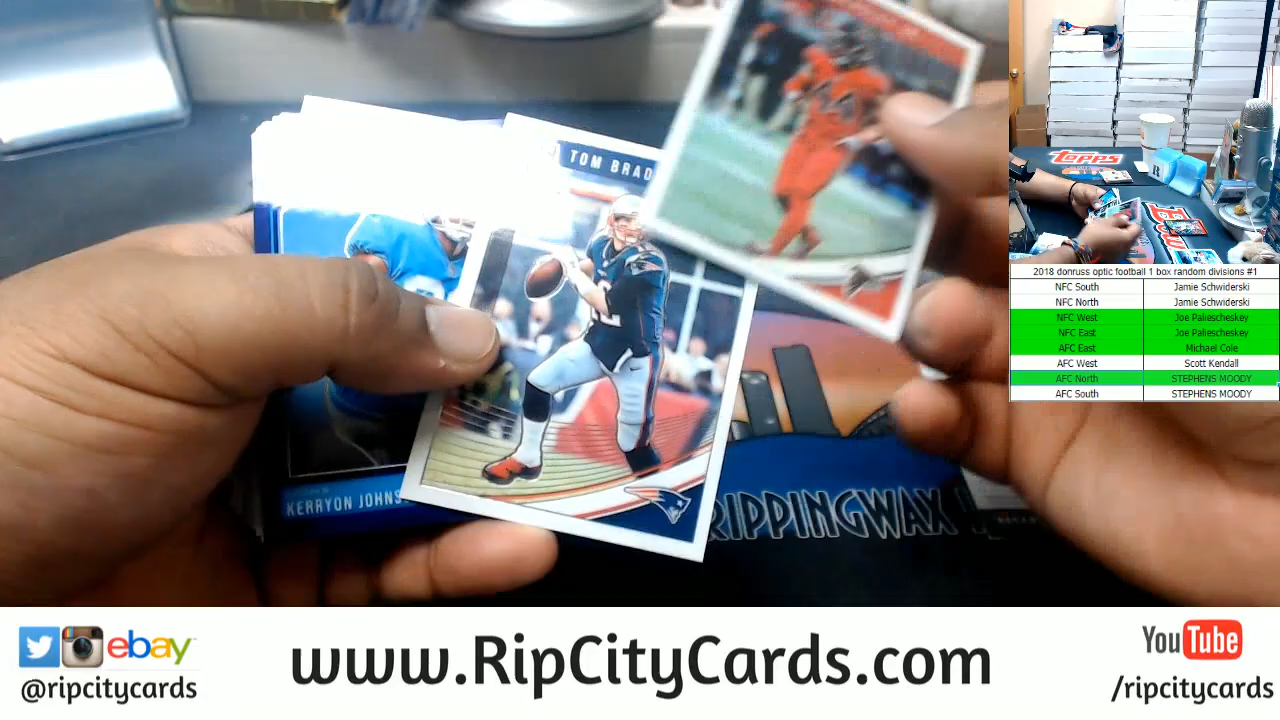 TOM BRAD
KERRYON JOHNS
RIPPINGWAX
topps
2018 donruss optic football 1 box random divisions #1
NFC South Jamie Schwiderski
NFC North Jamie Schwiderski
NFC West Joe Paliescheskey
NFC East Joe Paliescheskey
AFC East Michael Cole
AFC West Scott Kendall
AFC North STEPHENS MOODY
AFC South STEPHENS MOODY
ebay
@ripcitycards
www.RipCityCards.com
YouTube
/ripcitycards